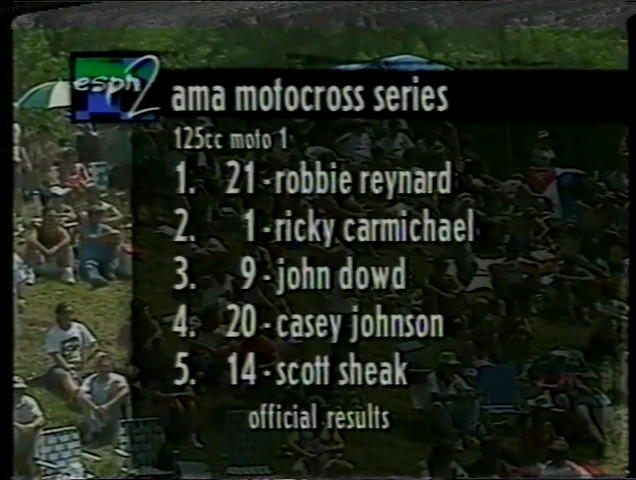 espn2
ama motocross series
125cc moto 1
1. 21 - robbie reynard
2. 1 - ricky carmichael
3. 9 - john dowd
4. 20 - casey johnson
5. 14 - scott sheak
official results